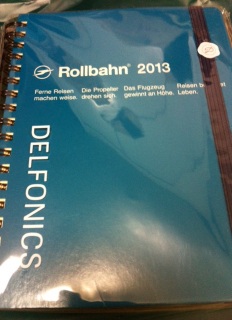 Rollbahn® 2013
Ferne Reisen Die Propeller Das Flugzeug Reisen
machen weise. drehen sich. gewinnt an Höhe. Leben.
DELFONICS